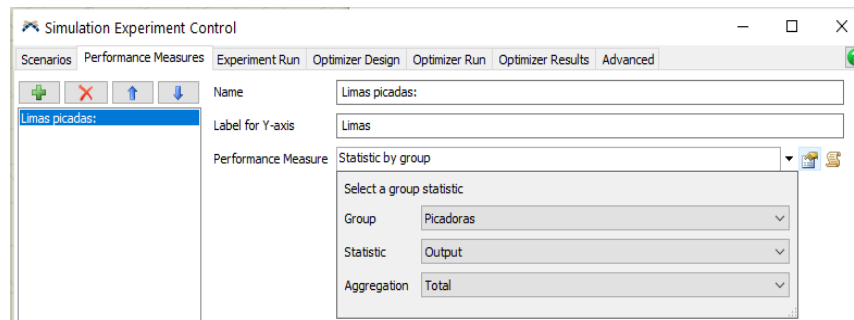 Simulation Experiment Control
Scenarios Performance Measures Experiment Run Optimizer Design Optimizer Run Optimizer Results Advanced
Name Limas picadas:
Limas picadas:
Label for Y-axis Limas
Performance Measure Statistic by group
Select a group statistic
Group Picadoras
Statistic Output
Aggregation Total